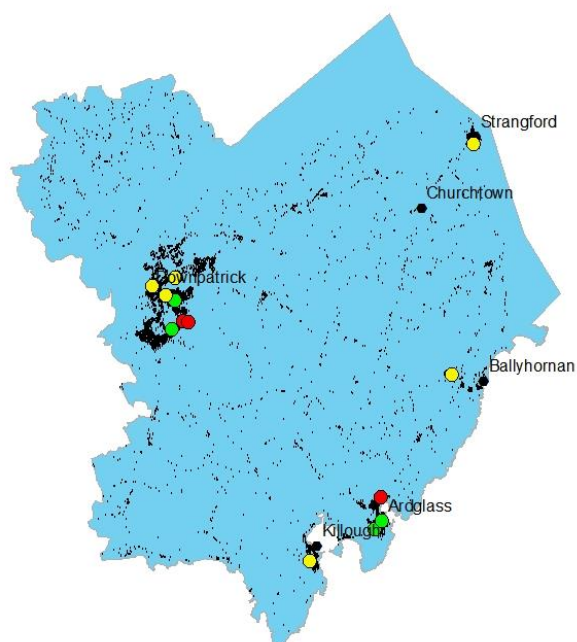 Strangford
Churchtown
Downpatrick
Ballyhornan
Ardglass
Killough